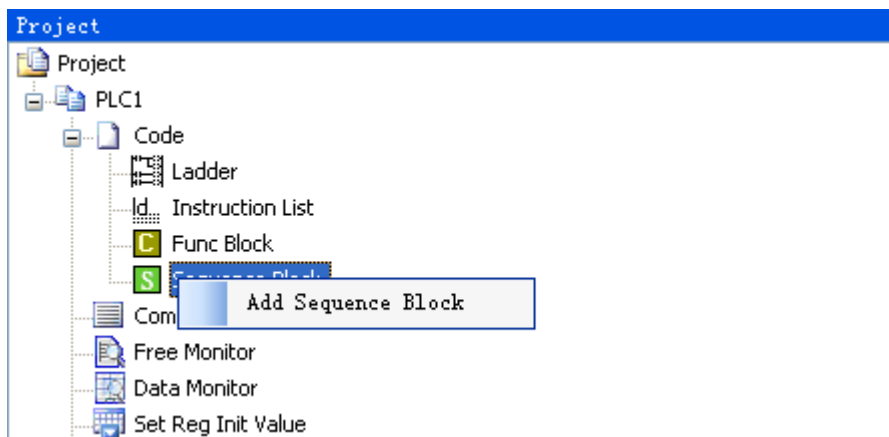 Project
Project
PLC1
Code
Ladder
Instruction List
Func Block
Add Sequence Block
Com
Free Monitor
Data Monitor
Set Reg Init Value